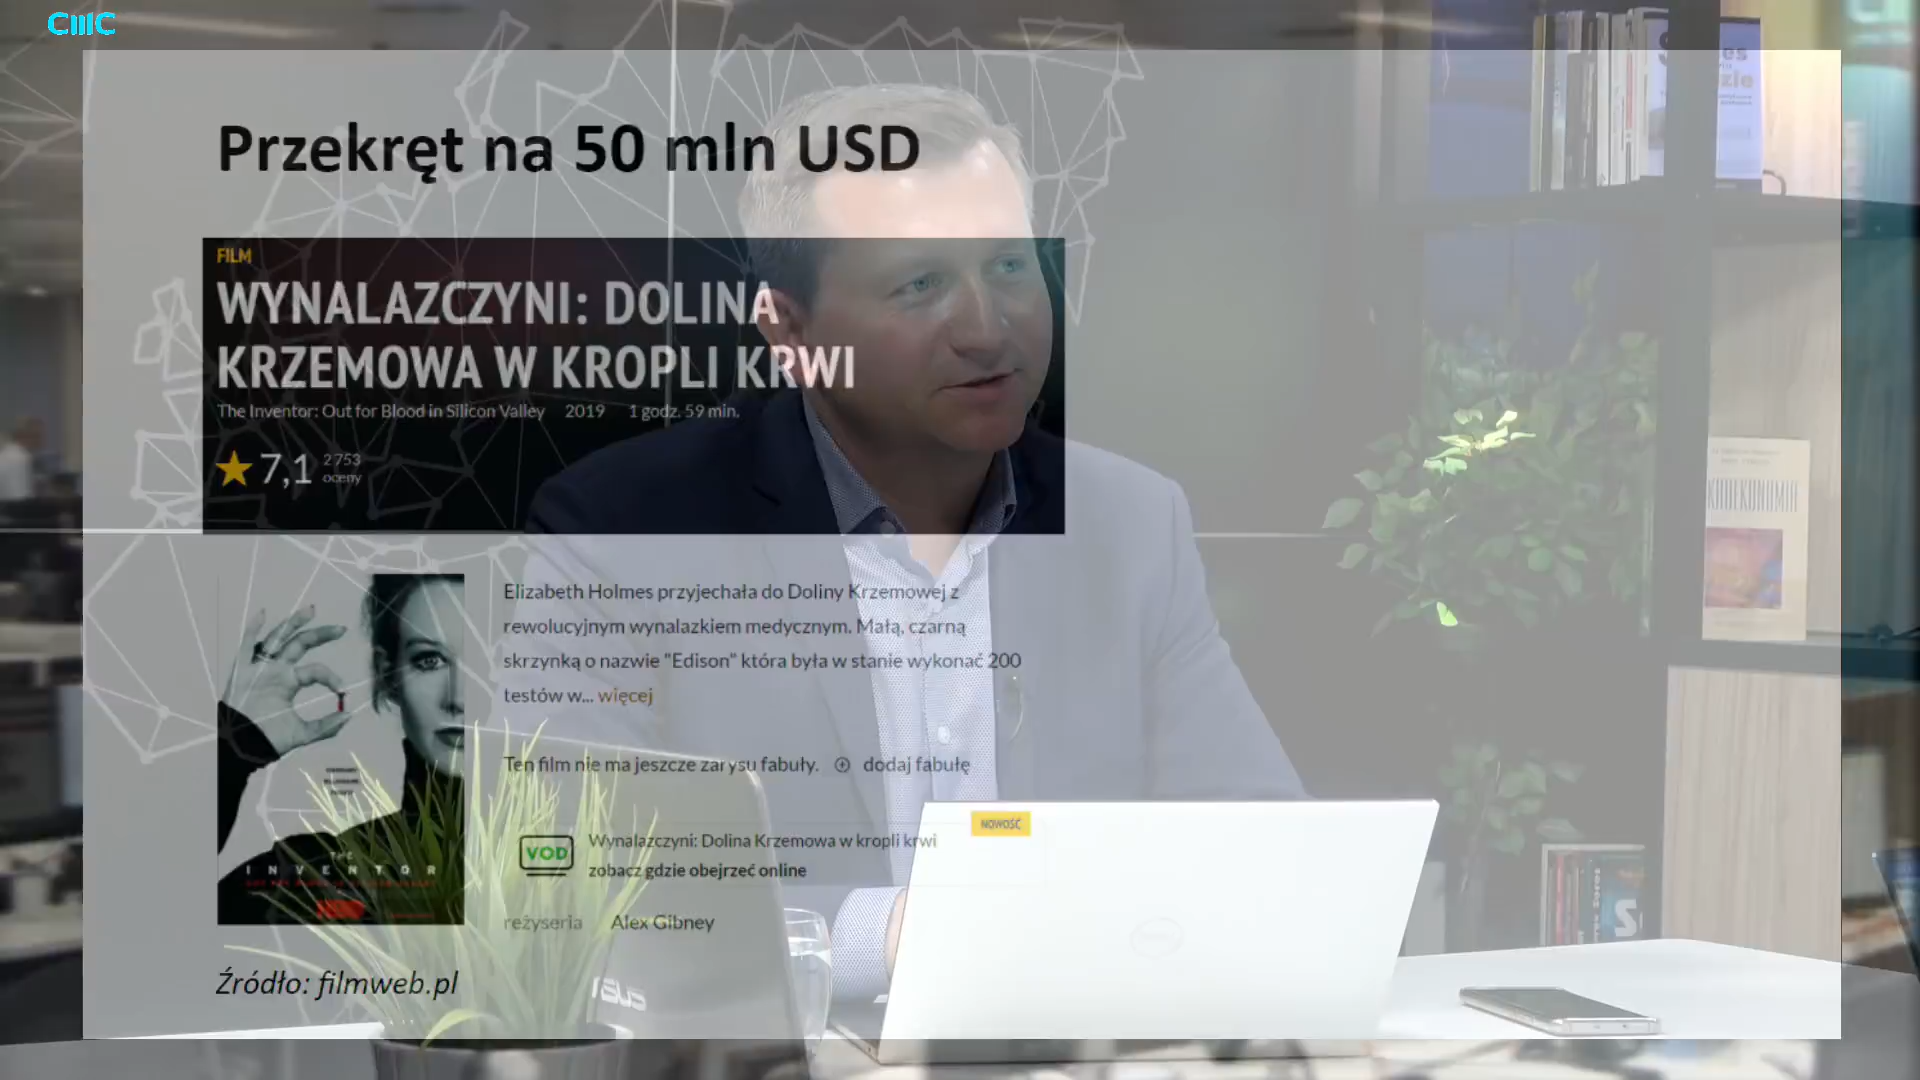 CMC
Przekręt na 50 mln USD
FILM
WYNALAZCZYNI: DOLINA
KRZEMOWA W KROPLI KRWI
The Inventor: Out for Blood in Silicon Valley 2019 1 godz. 59 min.
7,1 2 753
oceny
Elizabeth Holmes przyjechała do Doliny Krzemowej z
rewolucyjnym wynalazkiem medycznym. Małą, czarną
skrzynką o nazwie "Edison" która była w stanie wykonać 200
testów w... więcej
Ten film nie ma jeszcze zarysu fabuły. dodaj fabułę
NOWOŚĆ
VOD
Wynalazczyni: Dolina Krzemowa w kropli krwi
zobacz gdzie obejrzeć online
reżyseria Alex Gibney
THE
INVENTOR
Źródło: filmweb.pl
ASUS